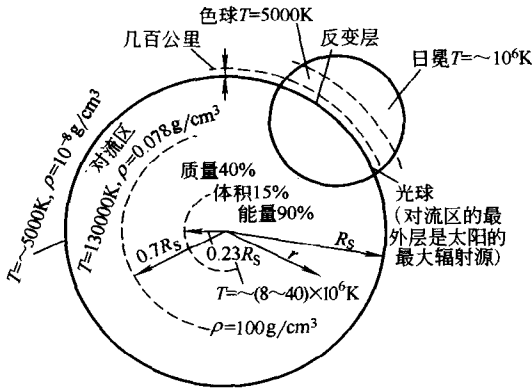 色球T=5000K
几百公里
反变层
日冕T=~10⁶K
T=~5000K, ρ=10⁻⁸g/cm³
对流区
T=130000K, ρ=0.078g/cm³
质量40%
体积15%
能量90%
光球
(对流区的最
外层是太阳的
最大辐射源)
Rs
0.7Rs
0.23Rs
r
T=~(8~40)×10⁶K
ρ=100g/cm³